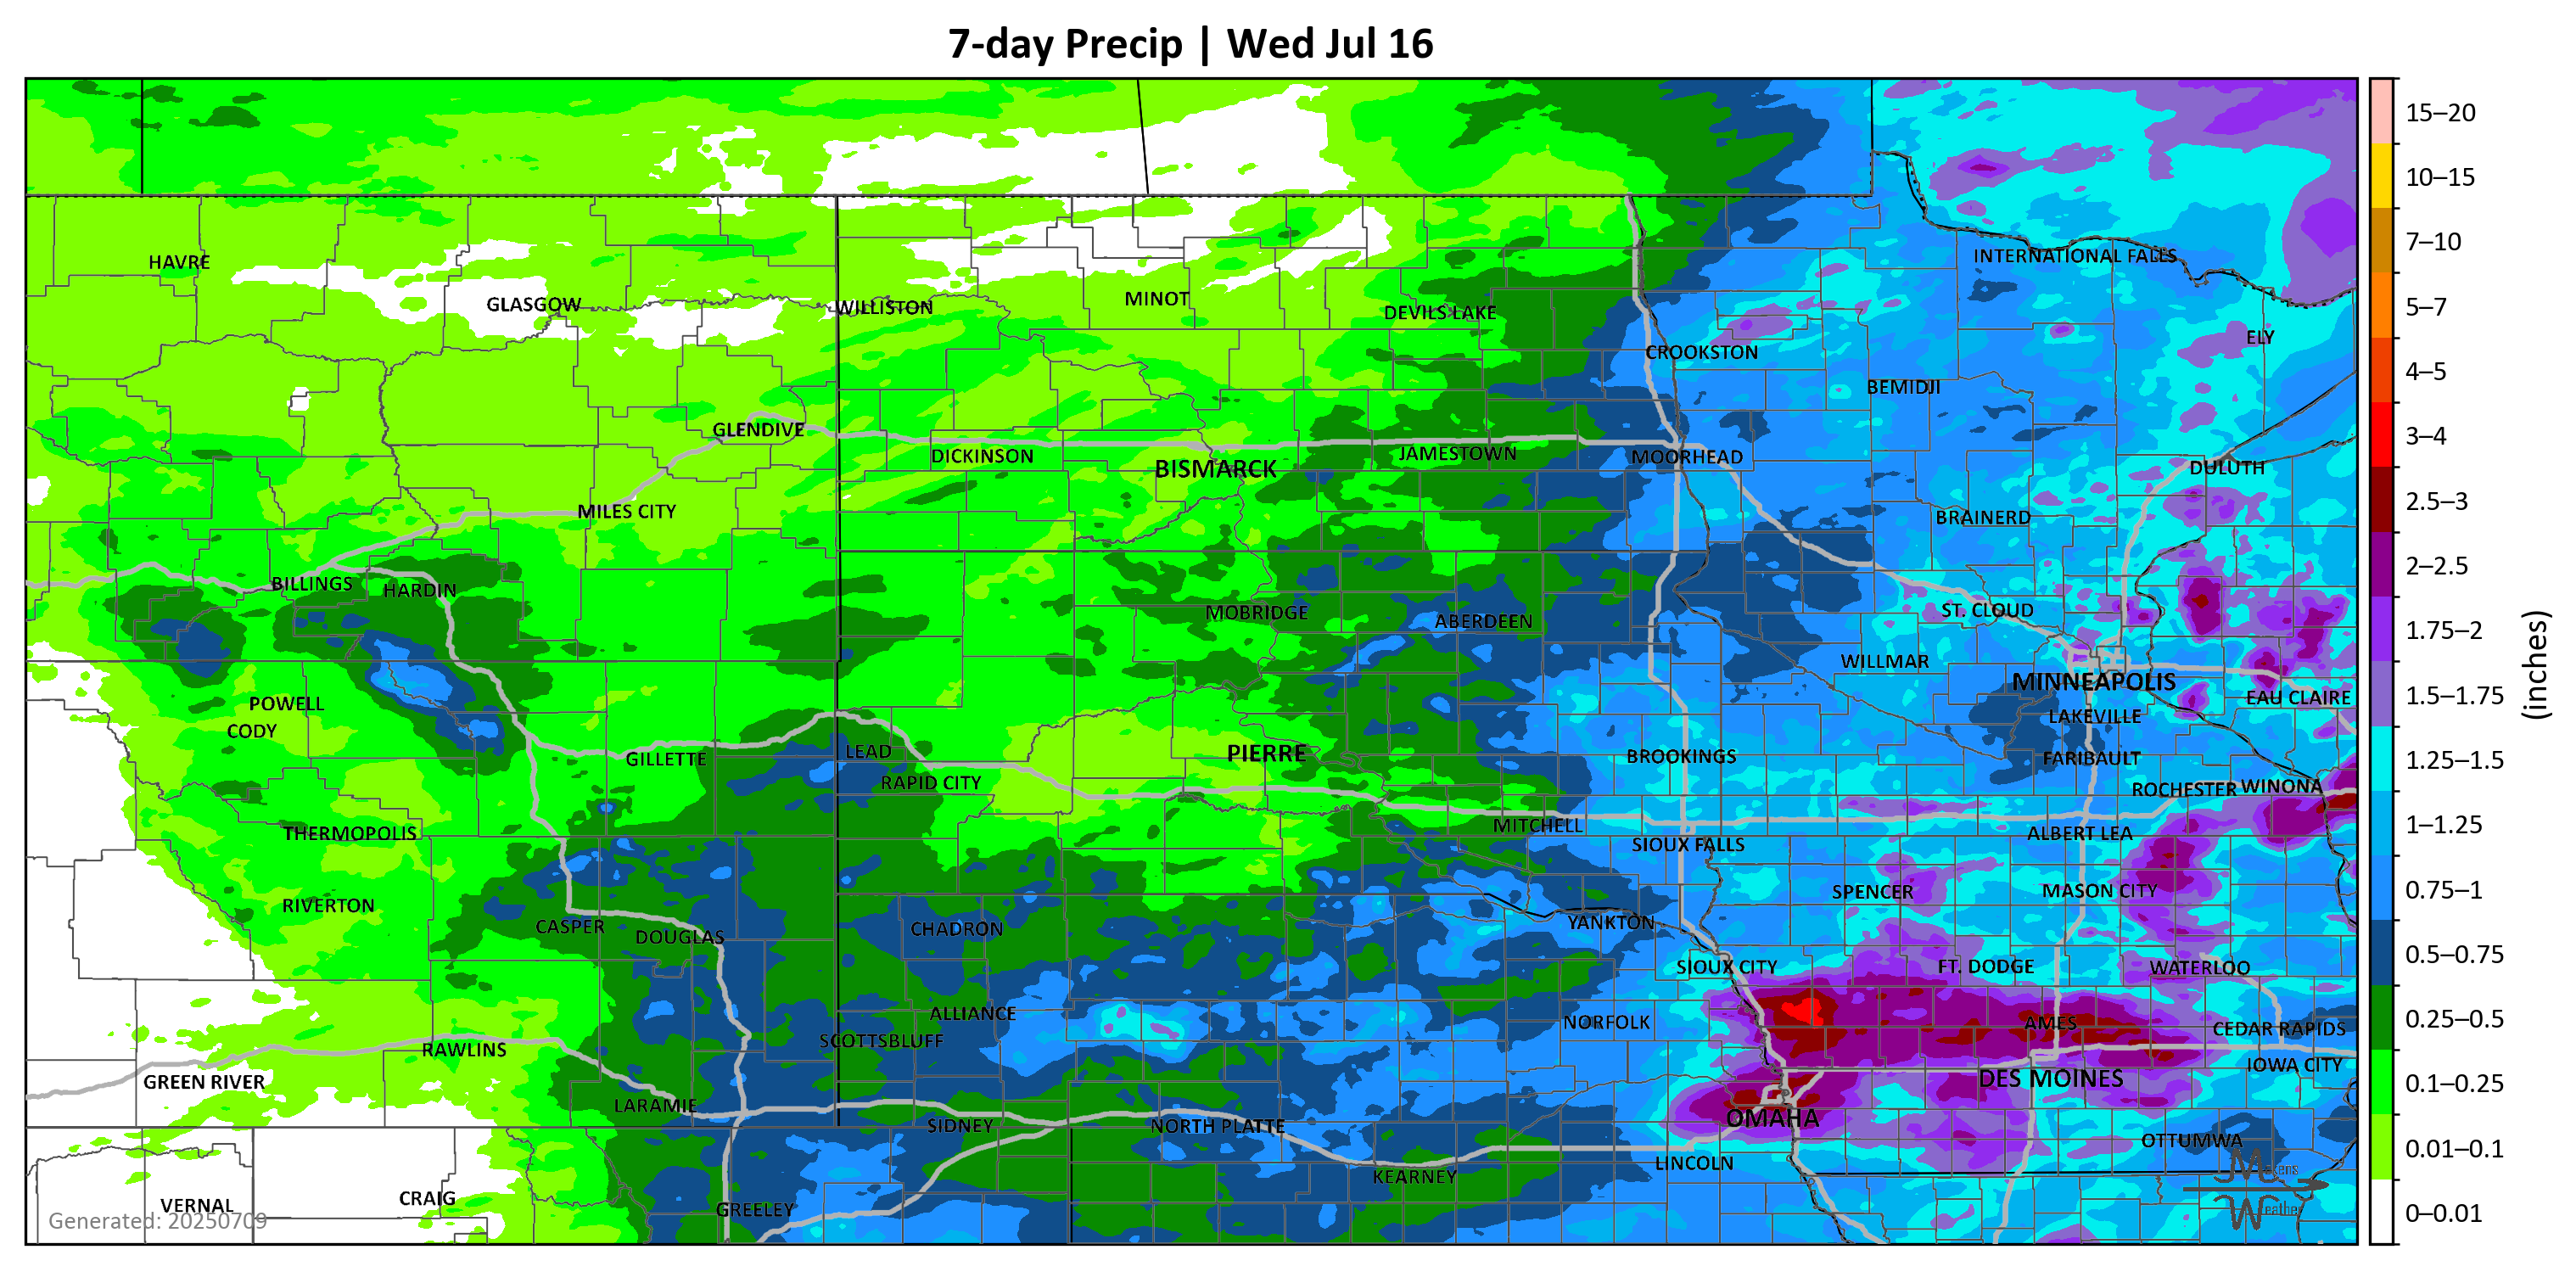 7-day Precip | Wed Jul 16
15–20
10–15
7–10
5–7
4–5
3–4
2.5–3
2–2.5
1.75–2
1.5–1.75
1.25–1.5
1–1.25
0.75–1
0.5–0.75
0.25–0.5
0.1–0.25
0.01–0.1
0–0.01
(inches)
INTERNATIONAL FALLS
HAVRE
GLASGOW
WILLISTON
MINOT
DEVILS LAKE
ELY
CROOKSTON
BEMIDJI
GLENDIVE
DICKINSON
BISMARCK
JAMESTOWN
MOORHEAD
DULUTH
MILES CITY
BRAINERD
BILLINGS
HARDIN
MOBRIDGE
ABERDEEN
ST. CLOUD
WILLMAR
MINNEAPOLIS
EAU CLAIRE
POWELL
CODY
LAKEVILLE
GILLETTE
LEAD
PIERRE
BROOKINGS
FARIBAULT
RAPID CITY
ROCHESTER
WINONA
THERMOPOLIS
MITCHELL
ALBERT LEA
SIOUX FALLS
RIVERTON
SPENCER
MASON CITY
CASPER
DOUGLAS
CHADRON
YANKTON
SIOUX CITY
FT. DODGE
WATERLOO
ALLIANCE
SCOTTSBLUFF
NORFOLK
AMES
CEDAR RAPIDS
RAWLINS
IOWA CITY
GREEN RIVER
DES MOINES
LARAMIE
SIDNEY
NORTH PLATTE
OMAHA
OTTUMWA
LINCOLN
KEARNEY
VERNAL
CRAIG
GREELEY
Generated: 20250709
Mckens
Weather